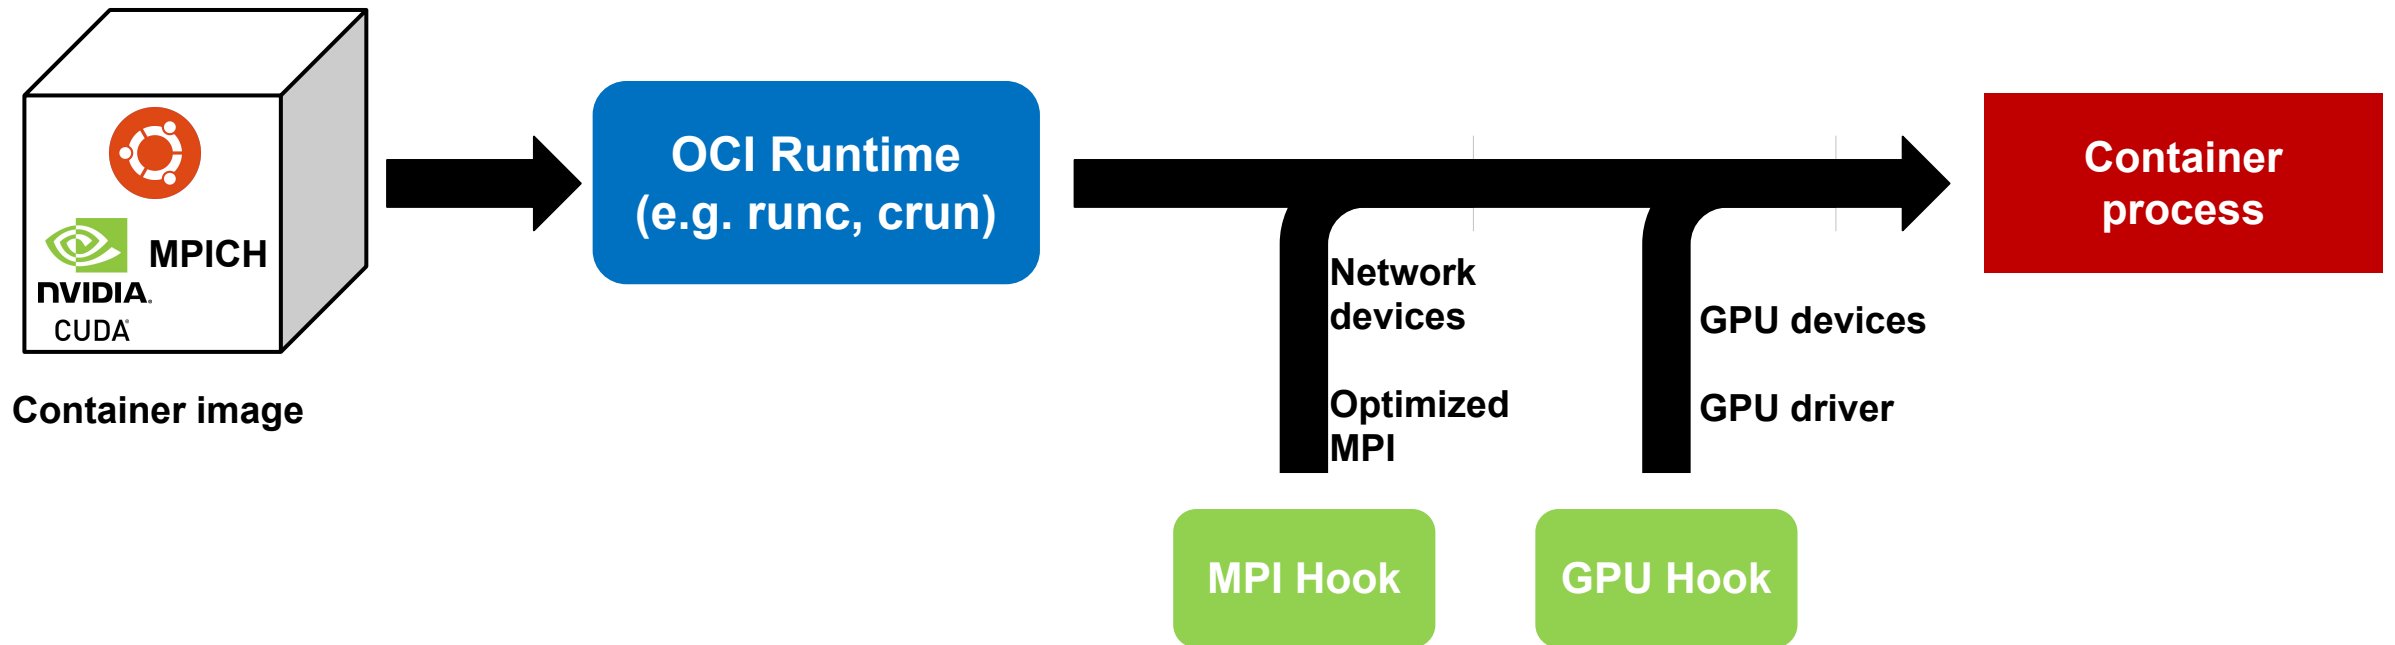 MPICH
NVIDIA.
CUDA®
Container image
OCI Runtime
(e.g. runc, crun)
Network
devices
Optimized
MPI
MPI Hook
GPU devices
GPU driver
GPU Hook
Container
process